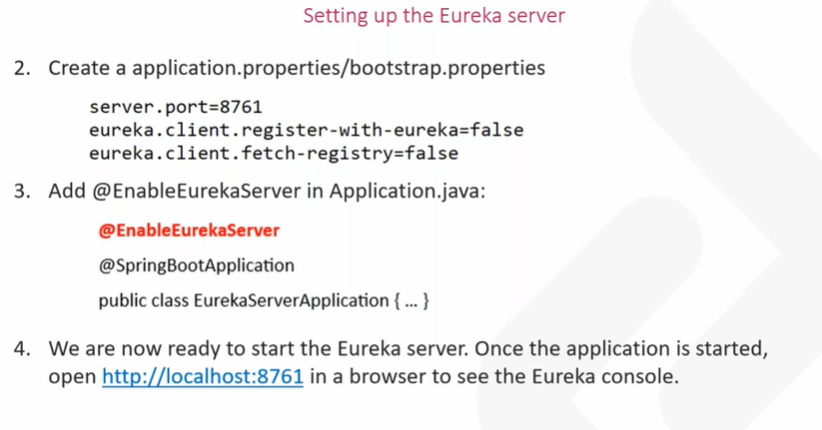 Setting up the Eureka server
2. Create a application.properties/bootstrap.properties
server.port=8761
eureka.client.register-with-eureka=false
eureka.client.fetch-registry=false
3. Add @EnableEurekaServer in Application.java:
@EnableEurekaServer
@SpringBootApplication
public class EurekaServerApplication { ... }
4. We are now ready to start the Eureka server. Once the application is started,
open http://localhost:8761 in a browser to see the Eureka console.